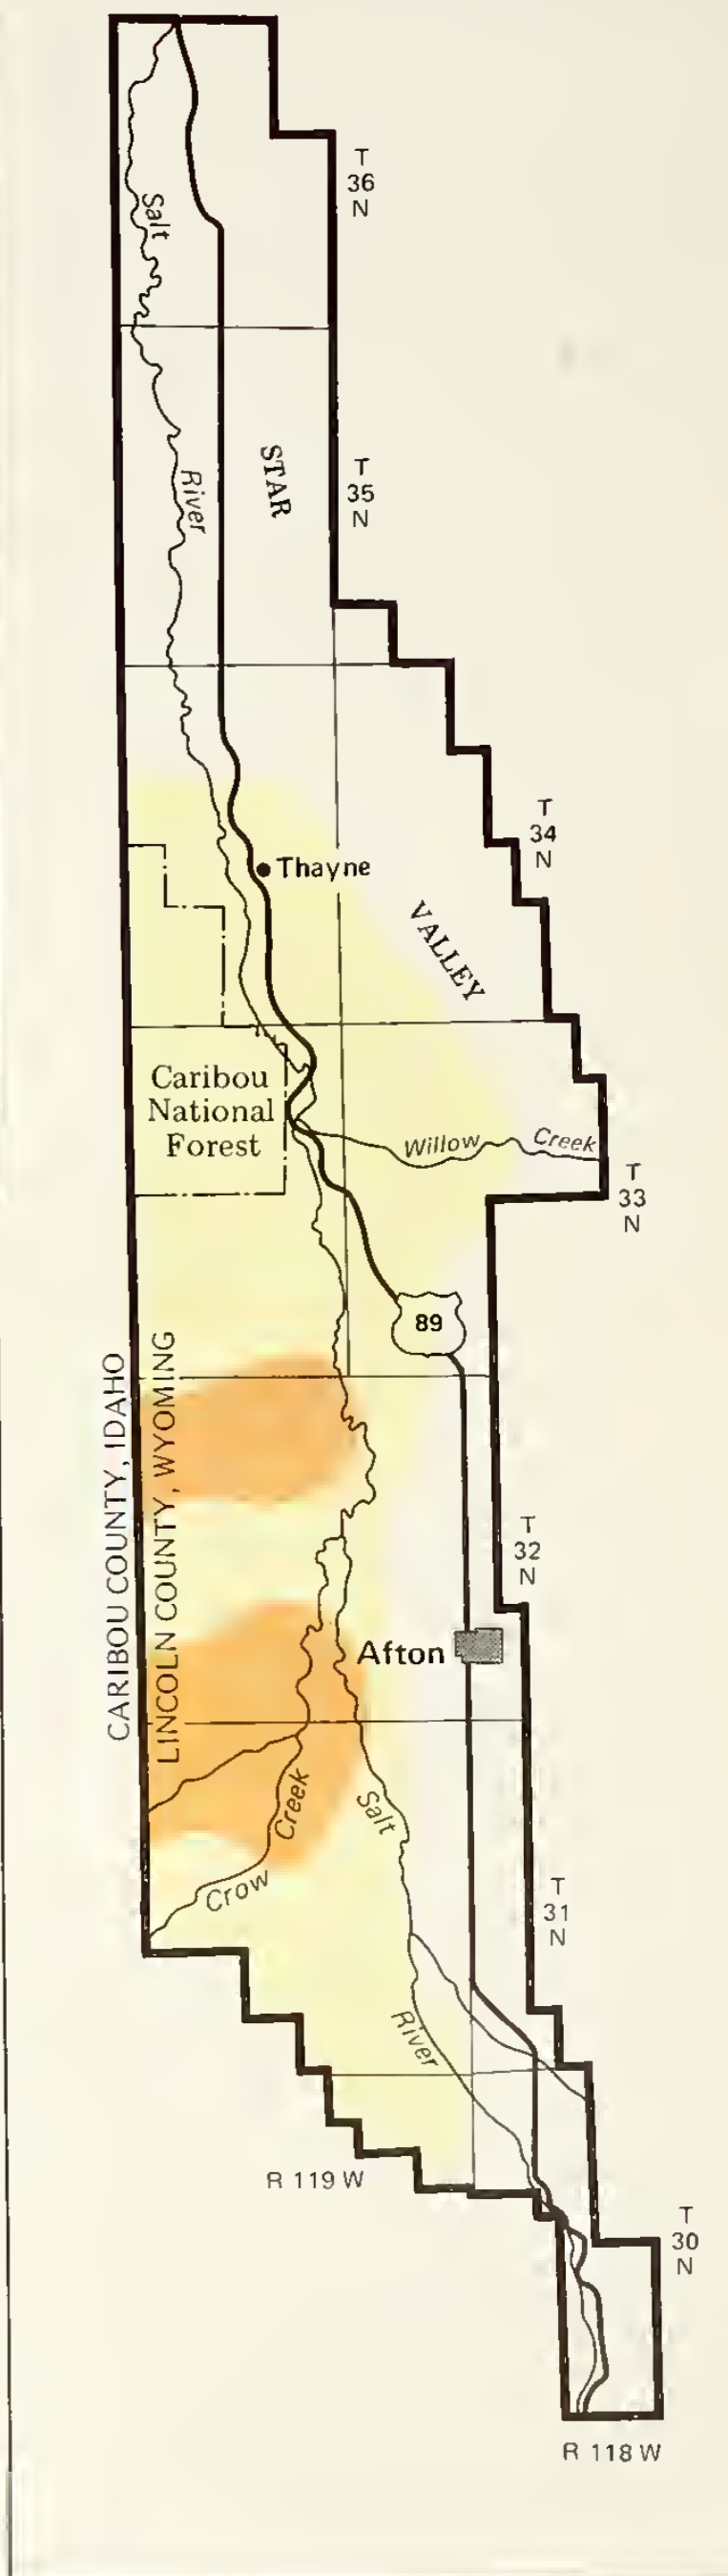 T
36
N
Salt
River
STAR
T
35
N
T
34
N
Thayne
VALLEY
Caribou
National
Forest
Willow Creek
T
33
N
89
CARIBOU COUNTY, IDAHO
LINCOLN COUNTY, WYOMING
T
32
N
Afton
Creek
Crow
Salt
River
T
31
N
R 119 W
T
30
N
R 118 W